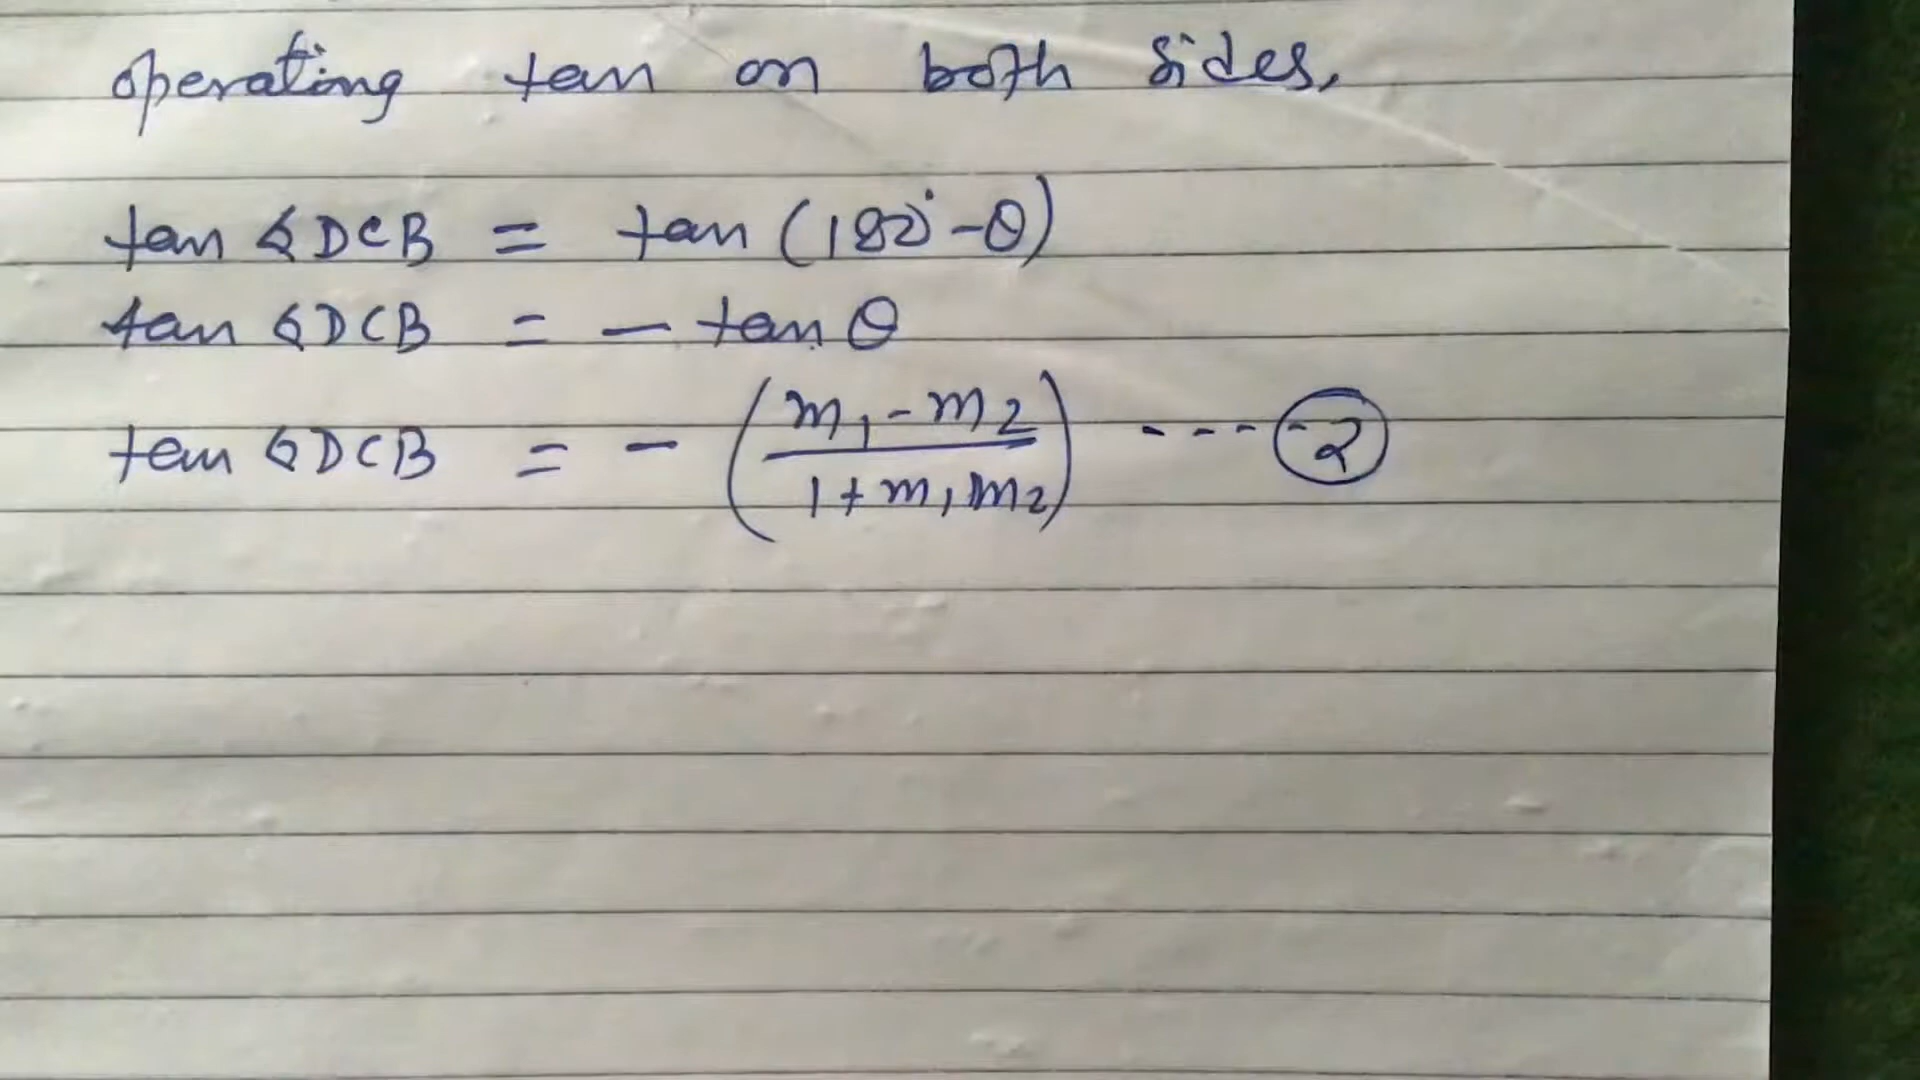 operating tan on both sides,
tan ∢DCB = tan (180° - θ)
tan ∢DCB = - tan θ
tan ∢DCB = - (m₁ - m₂ / 1 + m₁m₂) ---- ②